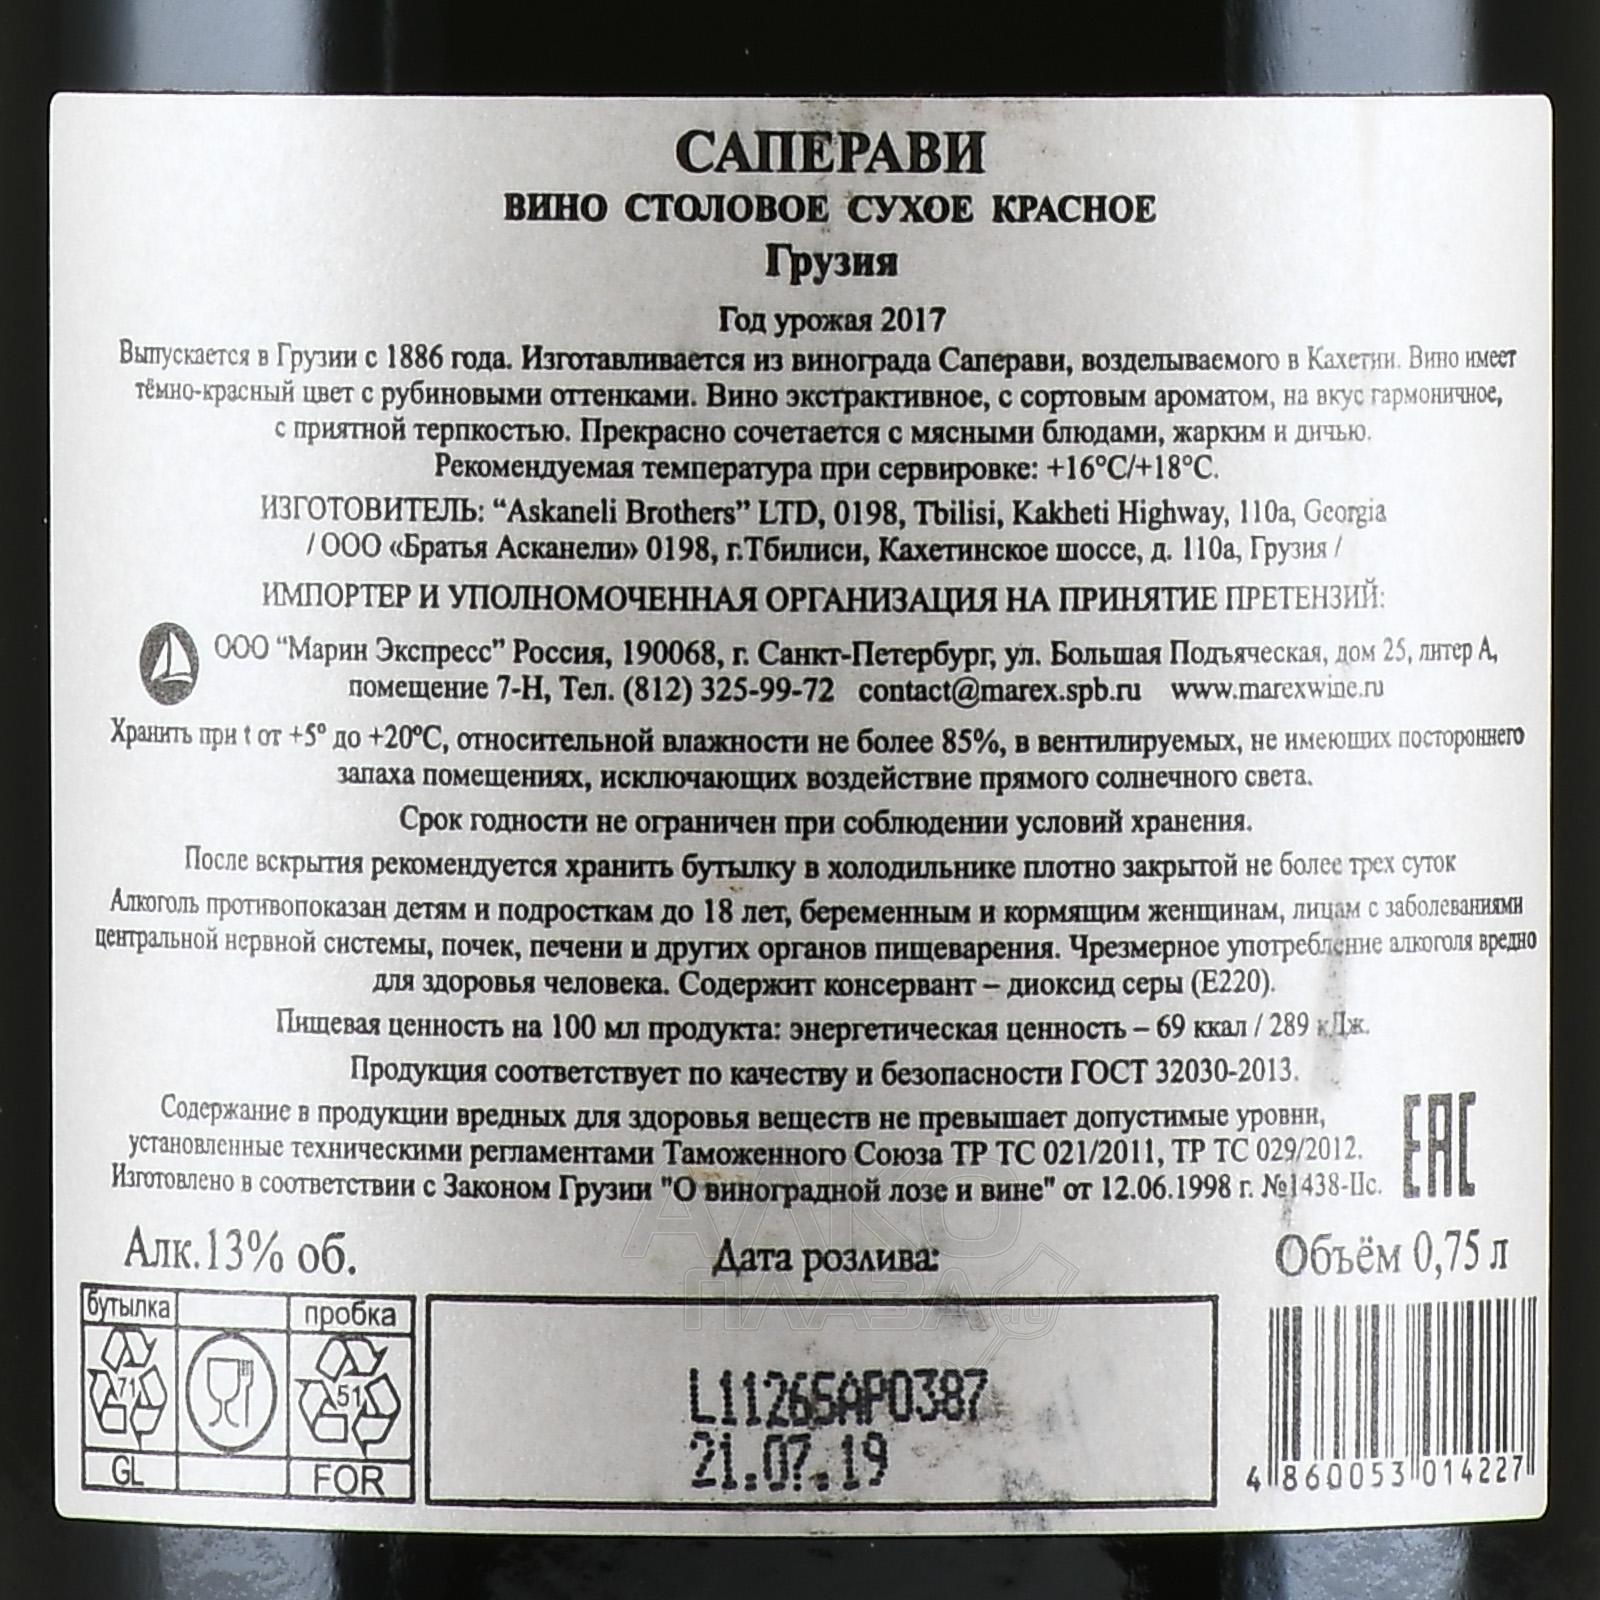 САПЕРАВИ
ВИНО СТОЛОВОЕ СУХОЕ КРАСНОЕ
Грузия
Год урожая 2017
Выпускается в Грузии с 1886 года. Изготавливается из винограда Саперави, возделываемого в Кахетии. Вино имеет
тёмно-красный цвет с рубиновыми оттенками. Вино экстрактивное, с сортовым ароматом, на вкус гармоничное,
с приятной терпкостью. Прекрасно сочетается с мясными блюдами, жарким и дичью.
Рекомендуемая температура при сервировке: +16°C/+18°C.
ИЗГОТОВИТЕЛЬ: “Askaneli Brothers” LTD, 0198, Tbilisi, Kakheti Highway, 110a, Georgia
/ ООО «Братья Асканели» 0198, г.Тбилиси, Кахетинское шоссе, д. 110а, Грузия /
ИМПОРТЕР И УПОЛНОМОЧЕННАЯ ОРГАНИЗАЦИЯ НА ПРИНЯТИЕ ПРЕТЕНЗИЙ:
ООО “Марин Экспресс” Россия, 190068, г. Санкт-Петербург, ул. Большая Подъяческая, дом 25, литер А,
помещение 7-Н, Тел. (812) 325-99-72 contact@marex.spb.ru www.marexwine.ru
Хранить при t от +5° до +20°C, относительной влажности не более 85%, в вентилируемых, не имеющих постороннего
запаха помещениях, исключающих воздействие прямого солнечного света.
Срок годности не ограничен при соблюдении условий хранения.
После вскрытия рекомендуется хранить бутылку в холодильнике плотно закрытой не более трех суток
Алкоголь противопоказан детям и подросткам до 18 лет, беременным и кормящим женщинам, лицам с заболеваниями
центральной нервной системы, почек, печени и других органов пищеварения. Чрезмерное употребление алкоголя вредно
для здоровья человека. Содержит консервант – диоксид серы (Е220).
Пищевая ценность на 100 мл продукта: энергетическая ценность – 69 ккал / 289 кДж.
Продукция соответствует по качеству и безопасности ГОСТ 32030-2013.
Содержание в продукции вредных для здоровья веществ не превышает допустимые уровни,
установленные техническими регламентами Таможенного Союза ТР ТС 021/2011, ТР ТС 029/2012.
Изготовлено в соответствии с Законом Грузии "О виноградной лозе и вине" от 12.06.1998 г. №1438-IIс.
ЕАС
Алк.13% об.
Дата розлива:
Объём 0,75 л
АЛКО
ПЛАЗА.ru
бутылка пробка
71 51
GL FOR
L11265AP0387
21.07.19
4 860053 014227